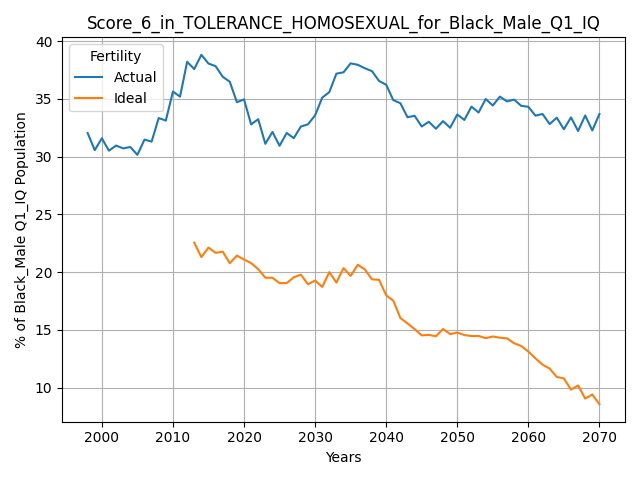 Score_6_in_TOLERANCE_HOMOSEXUAL_for_Black_Male_Q1_IQ
Fertility
Actual
Ideal
% of Black_Male Q1_IQ Population
40
35
30
25
20
15
10
2000 2010 2020 2030 2040 2050 2060 2070
Years